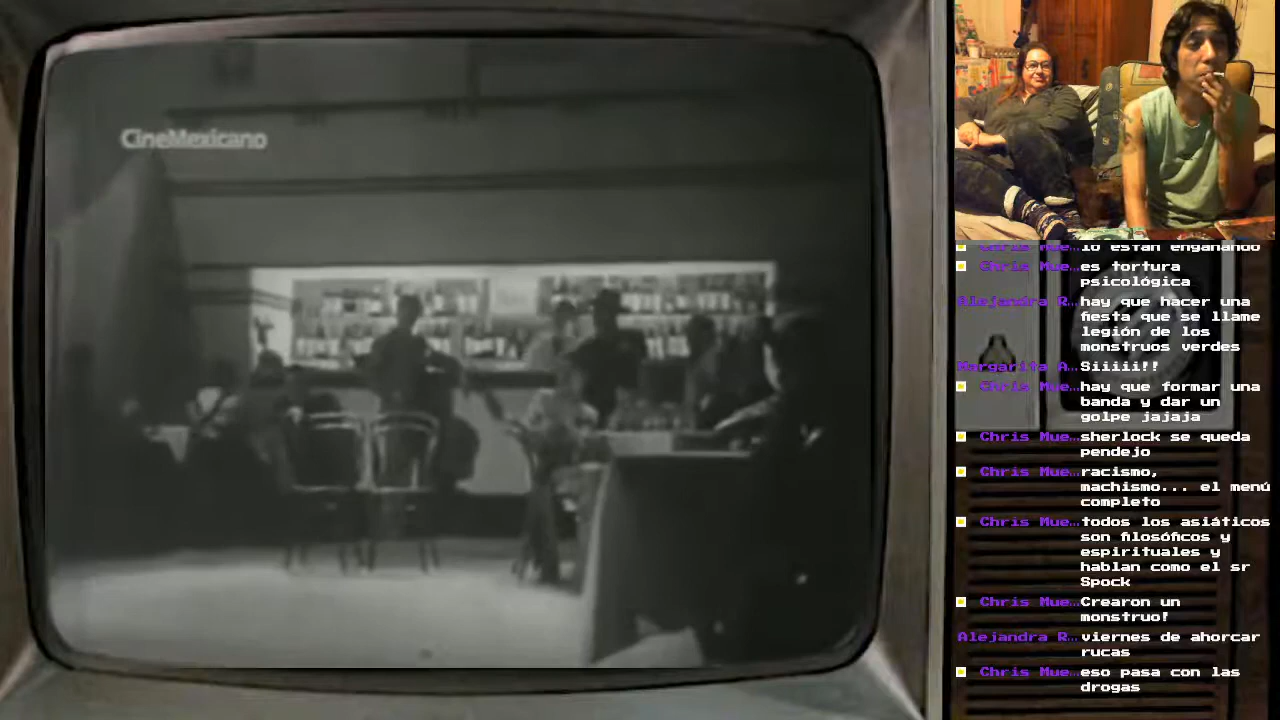 CineMexicano
Chris Mue… lo están engañando
Chris Mue… es tortura
psicológica
Alejandra R… hay que hacer una
fiesta que se llame
legión de los
monstruos verdes
Margarita A… Siiiii!!
Chris Mue… hay que formar una
banda y dar un
golpe jajaja
Chris Mue… sherlock se queda
pendejo
Chris Mue… racismo,
machismo... el menú
completo
Chris Mue… todos los asiáticos
son filosóficos y
espirituales y
hablan como el sr
Spock
Chris Mue… Crearon un
monstruo!
Alejandra R… viernes de ahorcar
rucas
Chris Mue… eso pasa con las
drogas